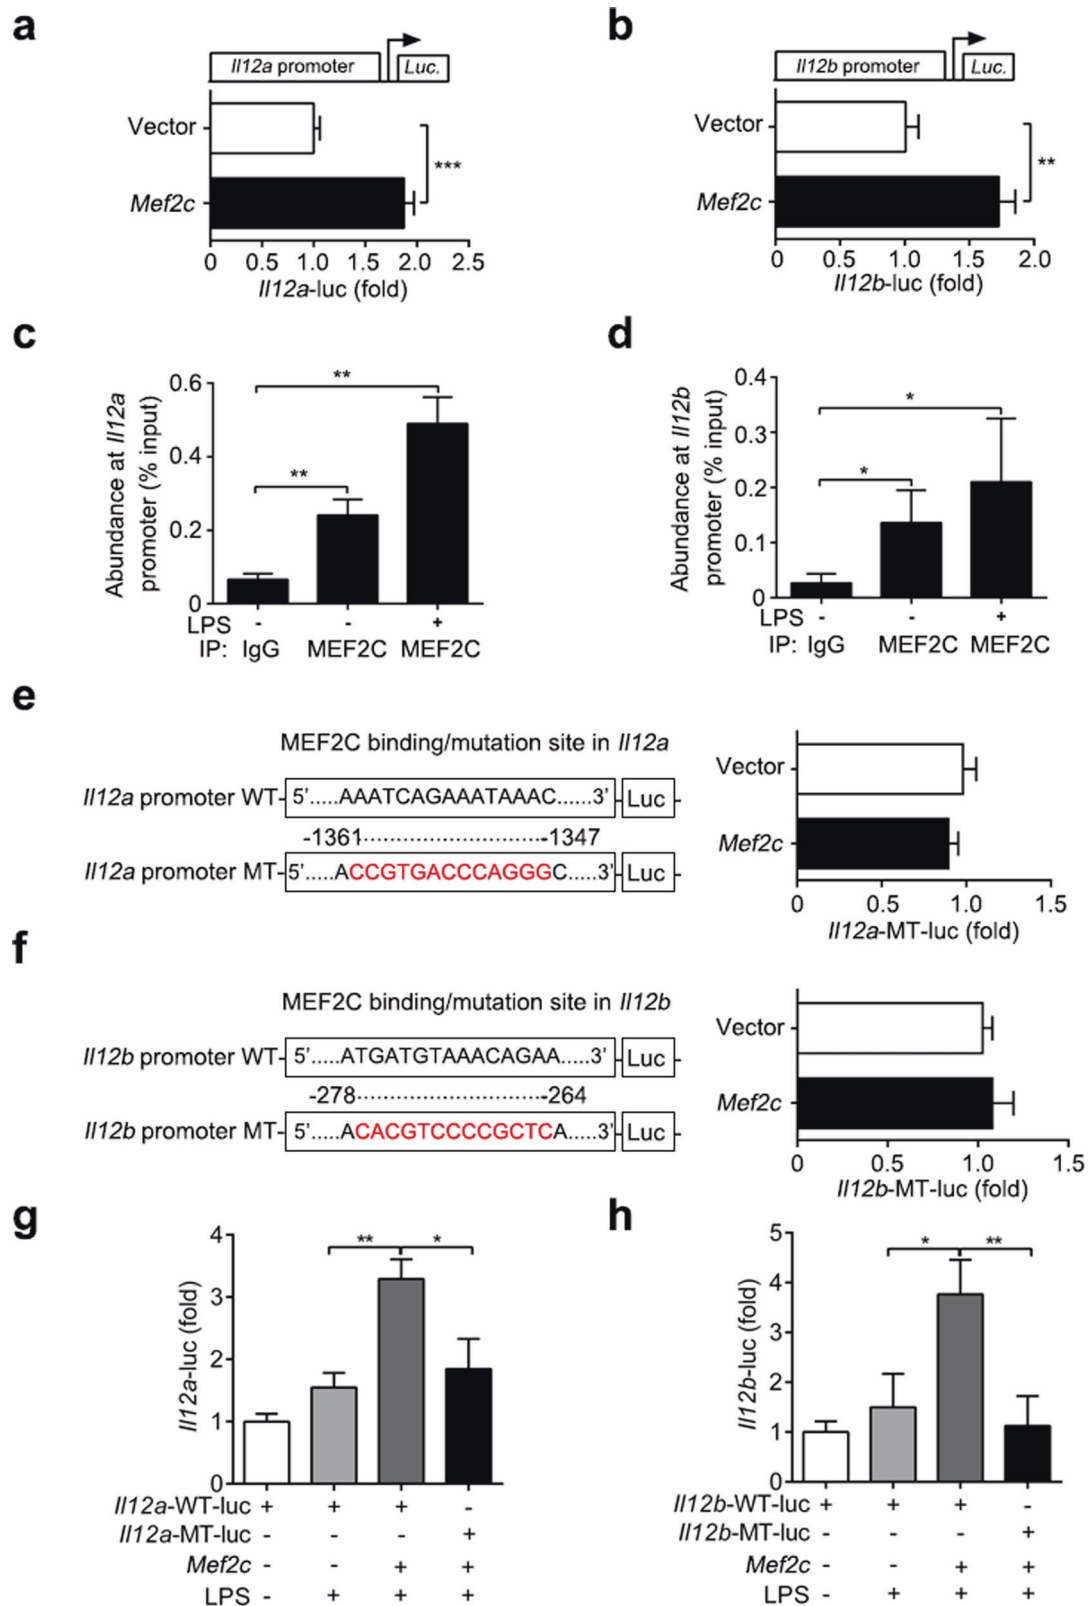 a
Il12a promoter Luc.
Vector
***
Mef2c
0 0.5 1.0 1.5 2.0 2.5
Il12a-luc (fold)
b
Il12b promoter Luc.
Vector
**
Mef2c
0 0.5 1.0 1.5 2.0
Il12b-luc (fold)
c
Abundance at Il12a
promoter (% input)
0.6
0.4
0.2
0
**
**
LPS - - +
IP: IgG MEF2C MEF2C
d
Abundance at Il12b
promoter (% input)
0.4
0.3
0.2
0.1
0
*
*
LPS - - +
IP: IgG MEF2C MEF2C
e
MEF2C binding/mutation site in Il12a
Il12a promoter WT- 5'.....AAATCAGAAATAAAC......3' Luc
-1361 -1347
Il12a promoter MT- 5'.....ACCGTGACCCAGGGC.....3' Luc
Vector
Mef2c
0 0.5 1.0 1.5
Il12a-MT-luc (fold)
f
MEF2C binding/mutation site in Il12b
Il12b promoter WT- 5'.....ATGATGTAAACAGAA.....3' Luc
-278 -264
Il12b promoter MT- 5'.....ACACGTCCCCGCTCA.....3' Luc
Vector
Mef2c
0 0.5 1.0 1.5
Il12b-MT-luc (fold)
g
Il12a-luc (fold)
4
3
2
1
0
** *
Il12a-WT-luc + + + -
Il12a-MT-luc - - - +
Mef2c - - + +
LPS - + + +
h
Il12b-luc (fold)
5
4
3
2
1
0
* **
Il12b-WT-luc + + + -
Il12b-MT-luc - - - +
Mef2c - - + +
LPS - + + +